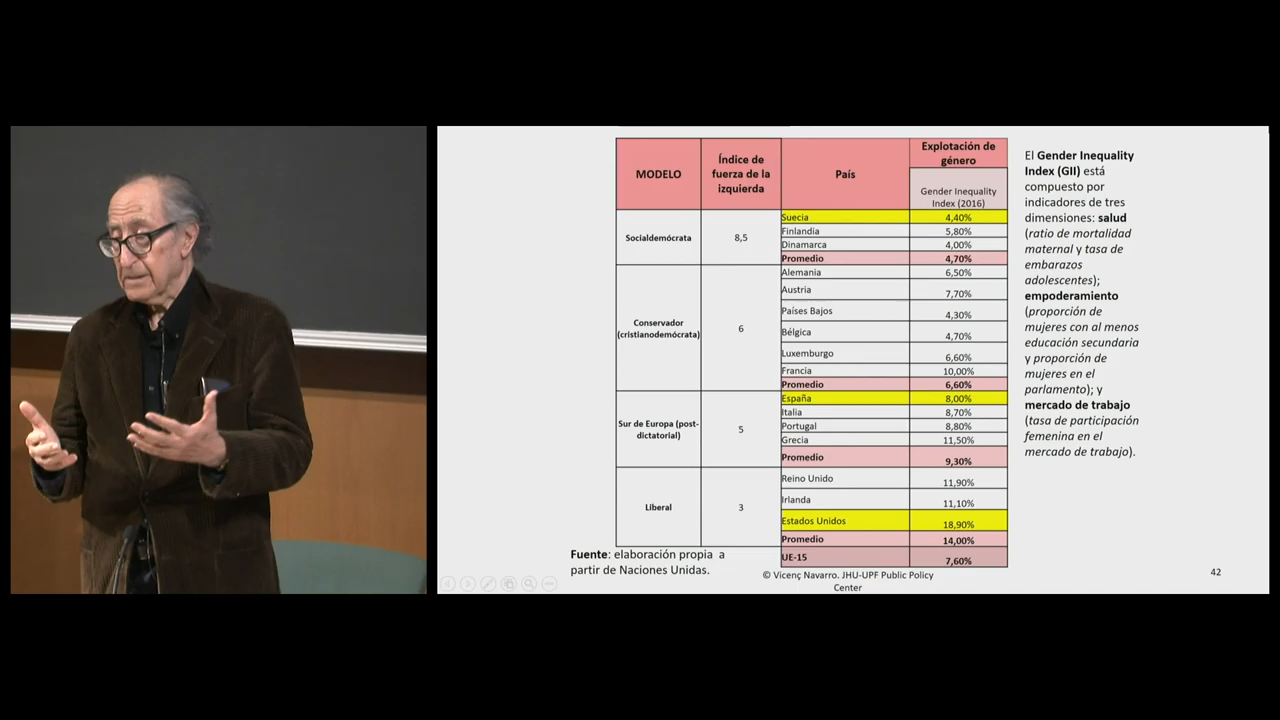 MODELO
Índice de
fuerza de la
izquierda
País
Explotación de
género
Gender Inequality
Index (2016)
Socialdemócrata
8,5
Suecia 4,40%
Finlandia 5,80%
Dinamarca 4,00%
Promedio 4,70%
Conservador
(cristianodemócrata)
6
Alemania 6,50%
Austria 7,70%
Países Bajos 4,30%
Bélgica 4,70%
Luxemburgo 6,60%
Francia 10,00%
Promedio 6,60%
Sur de Europa (post-
dictatorial)
5
España 8,00%
Italia 8,70%
Portugal 8,80%
Grecia 11,50%
Promedio 9,30%
Liberal
3
Reino Unido 11,90%
Irlanda 11,10%
Estados Unidos 18,90%
Promedio 14,00%
UE-15 7,60%
El Gender Inequality
Index (GII) está
compuesto por
indicadores de tres
dimensiones: salud
(ratio de mortalidad
maternal y tasa de
embarazos
adolescentes);
empoderamiento
(proporción de
mujeres con al menos
educación secundaria
y proporción de
mujeres en el
parlamento); y
mercado de trabajo
(tasa de participación
femenina en el
mercado de trabajo).
Fuente: elaboración propia a
partir de Naciones Unidas.
© Vicenç Navarro. JHU-UPF Public Policy
Center
42